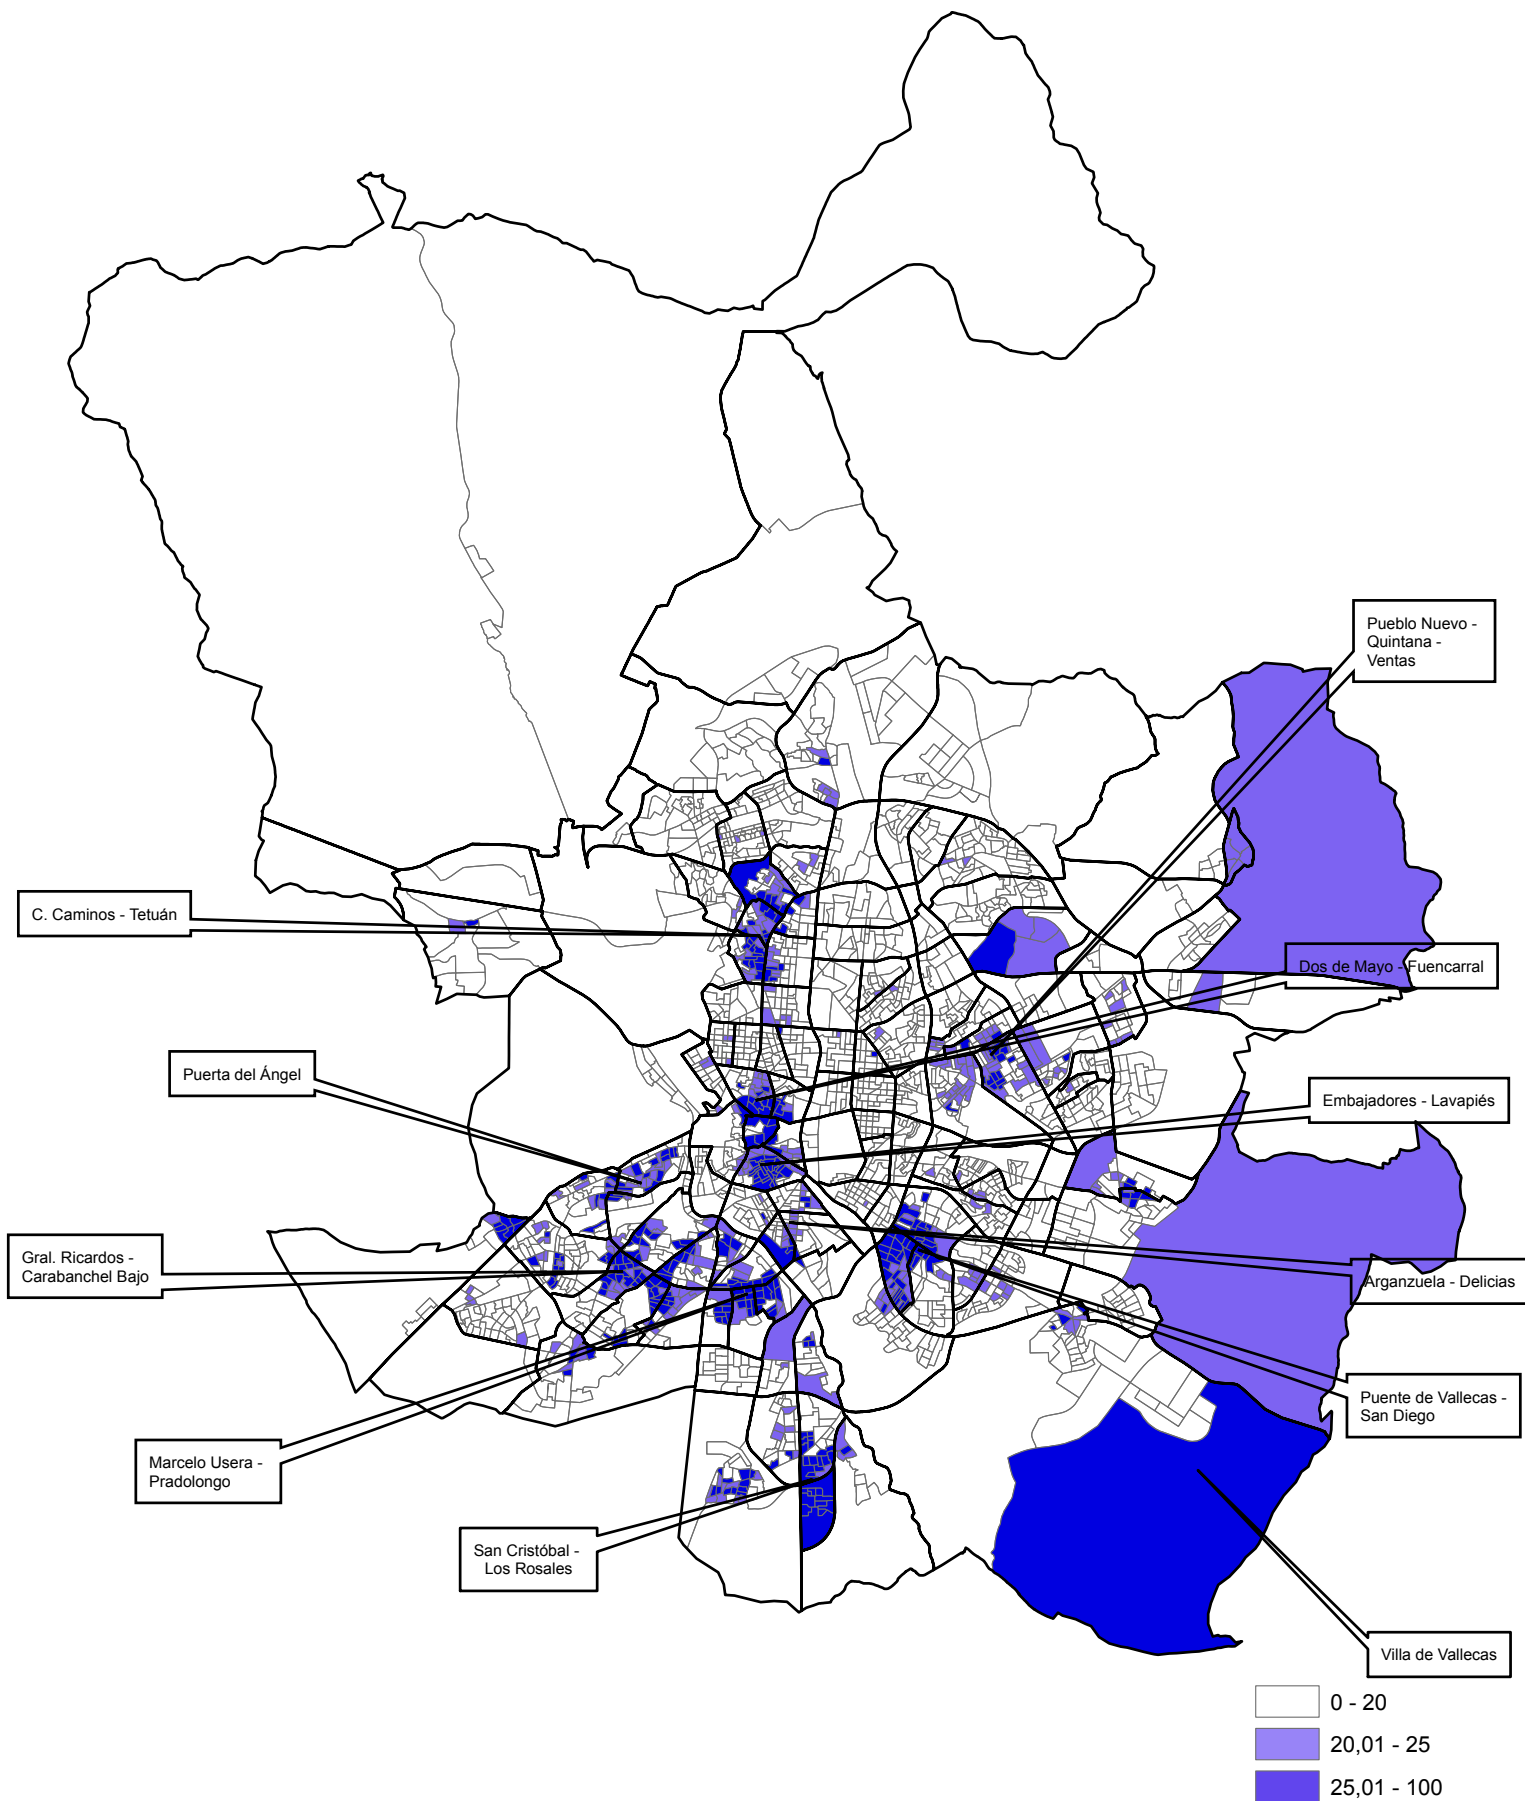 Pueblo Nuevo -
Quintana -
Ventas
C. Caminos - Tetuán
Dos de Mayo - Fuencarral
Puerta del Ángel
Embajadores - Lavapiés
Gral. Ricardos -
Carabanchel Bajo
Arganzuela - Delicias
Puente de Vallecas -
San Diego
Marcelo Usera -
Pradolongo
San Cristóbal -
Los Rosales
Villa de Vallecas
0 - 20
20,01 - 25
25,01 - 100